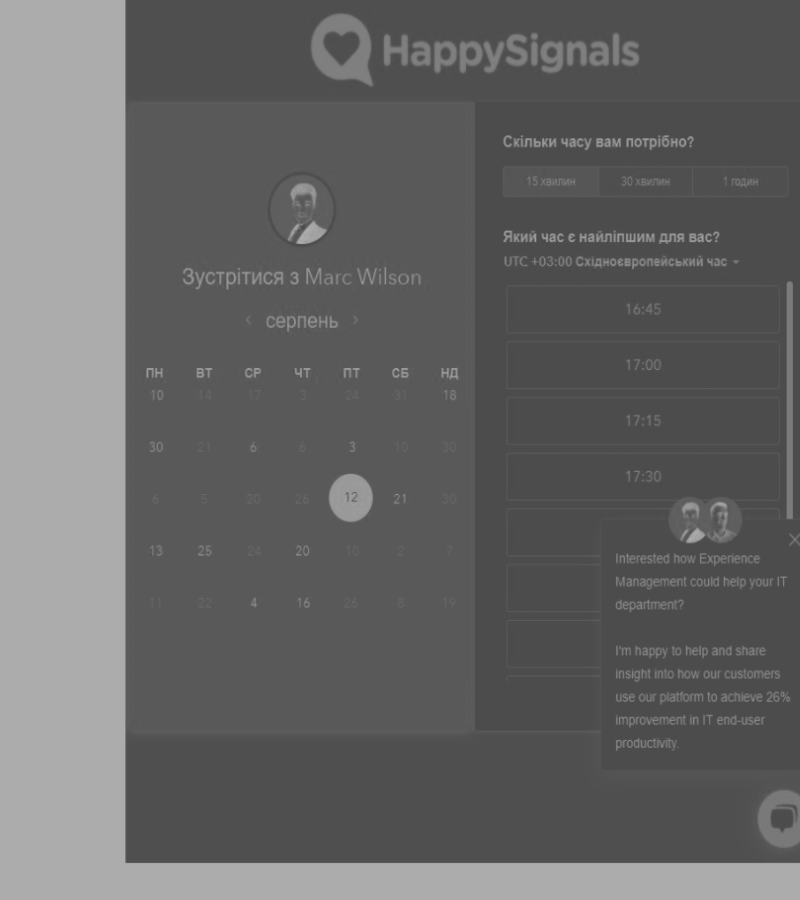 HappySignals
Зустрітися з Marc Wilson
серпень
ПН ВТ СР ЧТ ПТ СБ НД
10 14 17 3 24 31 18
30 21 6 6 3 10 30
6 5 20 26 12 21 30
13 25 24 20 10 2 7
11 22 4 16 26 8 19
Скільки часу вам потрібно?
15 хвилин 30 хвилин 1 годин
Який час є найліпшим для вас?
UTC +03:00 Східноєвропейський час
16:45
17:00
17:15
17:30
Interested how Experience
Management could help your IT
department?
I'm happy to help and share
insight into how our customers
use our platform to achieve 26%
improvement in IT end-user
productivity.